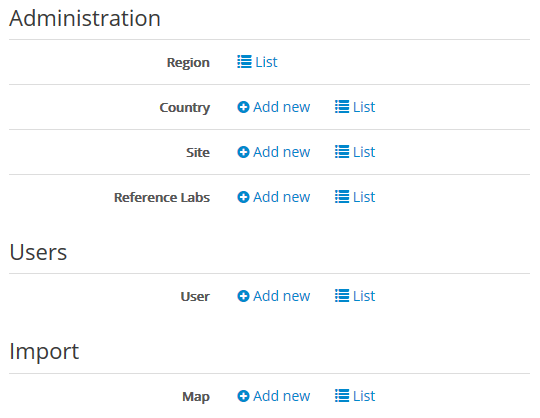 Administration
Region List
Country Add new List
Site Add new List
Reference Labs Add new List
Users
User Add new List
Import
Map Add new List